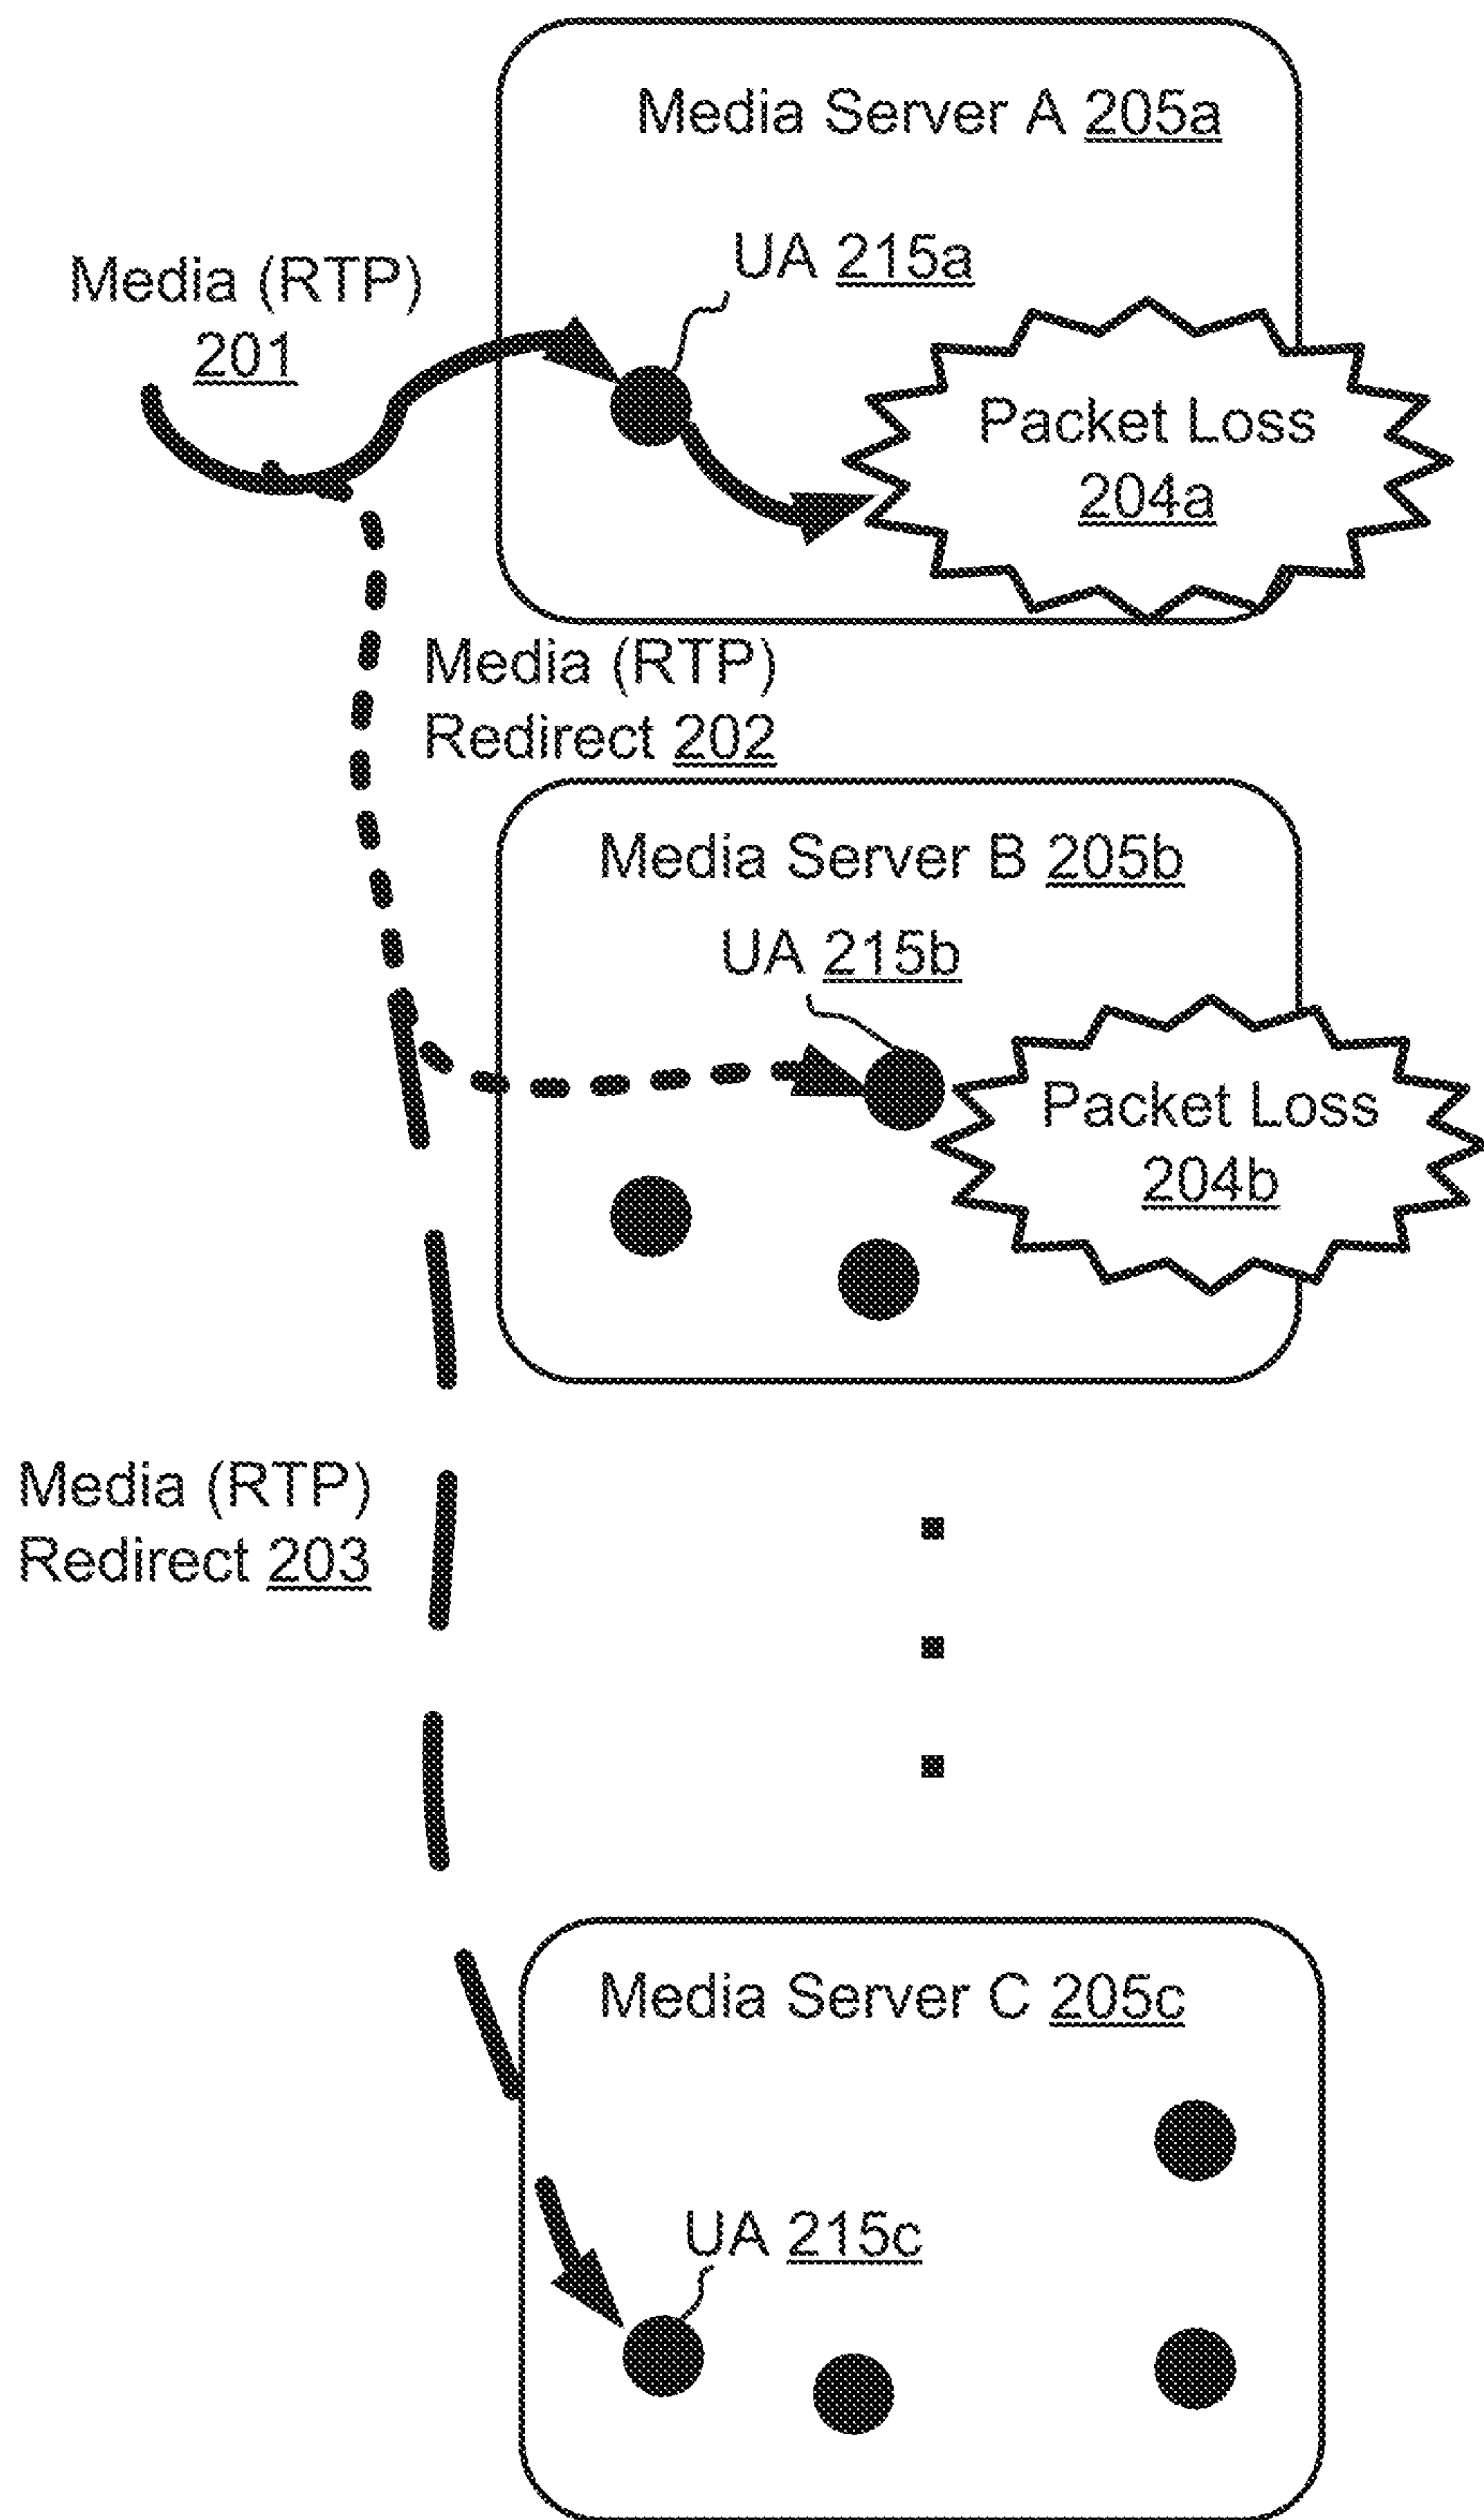 Media Server A 205a
UA 215a
Media (RTP)
201
Packet Loss
204a
Media (RTP)
Redirect 202
Media Server B 205b
UA 215b
Packet Loss
204b
Media (RTP)
Redirect 203
Media Server C 205c
UA 215c